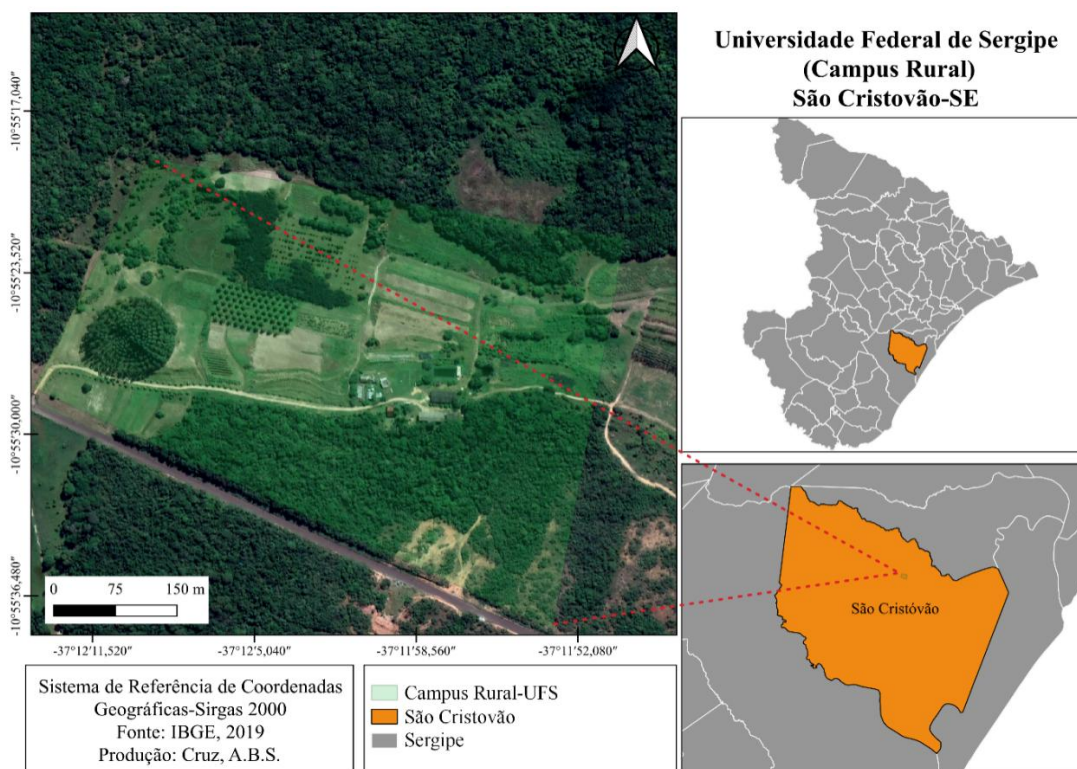 Universidade Federal de Sergipe
(Campus Rural)
São Cristovão-SE
-10°55'17,040"
-10°55'23,520"
-10°55'30,000"
-10°55'36,480"
0 75 150 m
-37°12'11,520"
-37°12'5,040"
-37°11'58,560"
-37°11'52,080"
São Cristóvão
Sistema de Referência de Coordenadas
Geográficas-Sirgas 2000
Fonte: IBGE, 2019
Produção: Cruz, A.B.S.
Campus Rural-UFS
São Cristovão
Sergipe